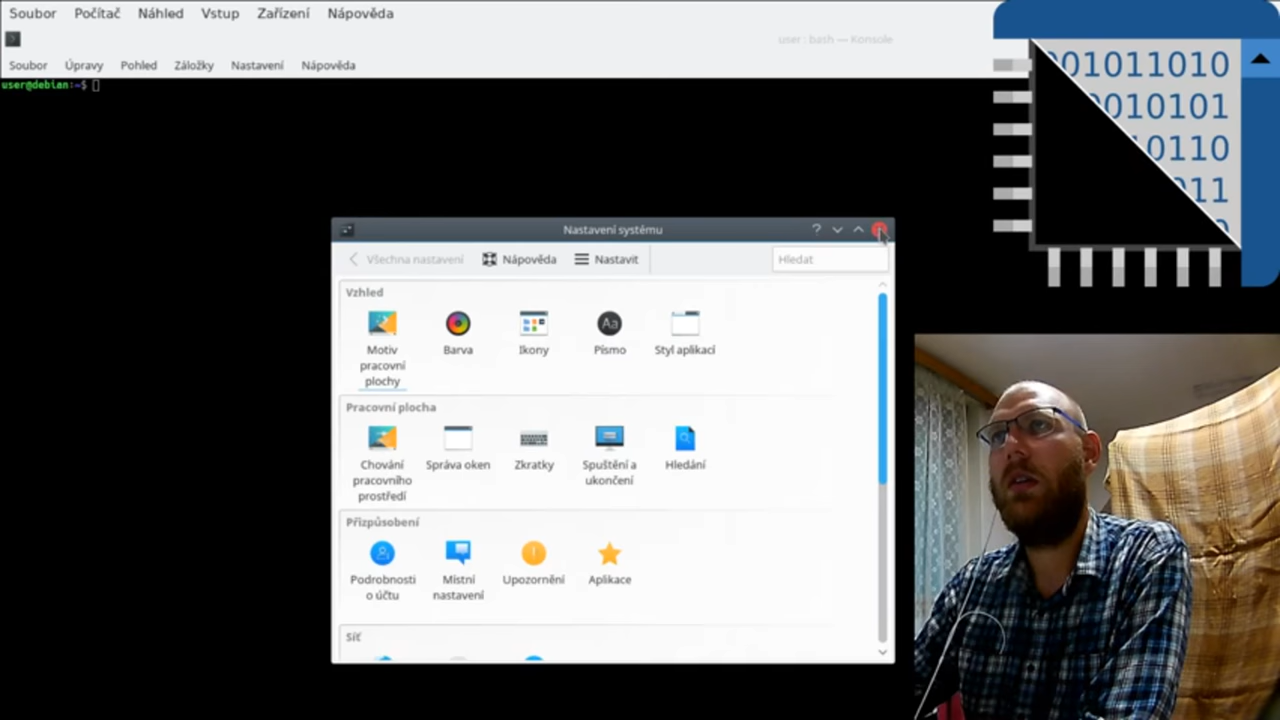 Soubor Počítač Náhled Vstup Zařízení Nápověda
user : bash — Konsole
Soubor Úpravy Pohled Záložky Nastavení Nápověda
user@debian:~$
001011010
0010101
0110
011
Nastavení systému
Všechna nastavení Nápověda Nastavit Hledat
Vzhled
Motiv pracovní plochy
Barva
Ikony
Písmo
Styl aplikací
Pracovní plocha
Chování pracovního prostředí
Správa oken
Zkratky
Spuštění a ukončení
Hledání
Přizpůsobení
Podrobnosti o účtu
Místní nastavení
Upozornění
Aplikace
Síť